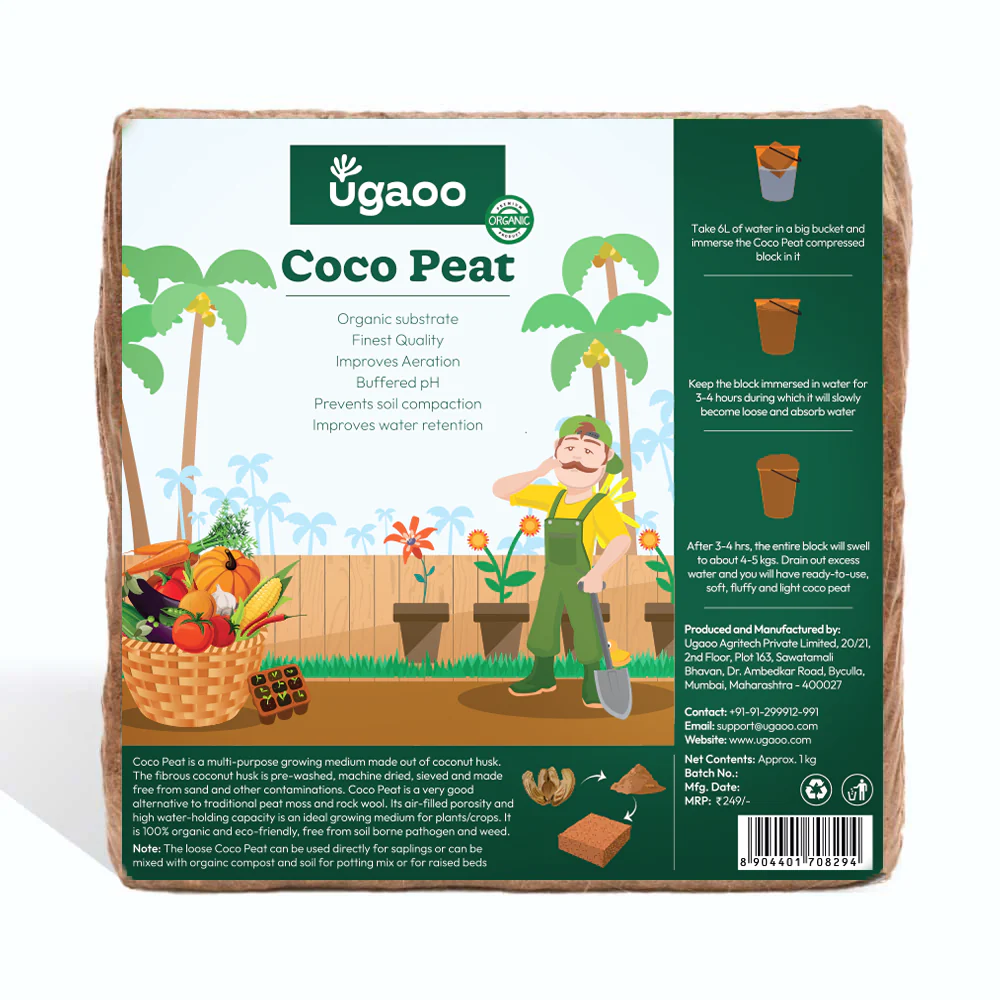 ugaoo
PREMIUM
ORGANIC
PRODUCT
Coco Peat
Organic substrate
Finest Quality
Improves Aeration
Buffered pH
Prevents soil compaction
Improves water retention
Coco Peat is a multi-purpose growing medium made out of coconut husk.
The fibrous coconut husk is pre-washed, machine dried, sieved and made
free from sand and other contaminations. Coco Peat is a very good
alternative to traditional peat moss and rock wool. Its air-filled porosity and
high water-holding capacity is an ideal growing medium for plants/crops. It
is 100% organic and eco-friendly, free from soil borne pathogen and weed.
Note: The loose Coco Peat can be used directly for saplings or can be
mixed with orgainc compost and soil for potting mix or for raised beds
Take 6L of water in a big bucket and
immerse the Coco Peat compressed
block in it
Keep the block immersed in water for
3-4 hours during which it will slowly
become loose and absorb water
After 3-4 hrs, the entire block will swell
to about 4-5 kgs. Drain out excess
water and you will have ready-to-use,
soft, fluffy and light coco peat
Produced and Manufactured by:
Ugaoo Agritech Private Limited, 20/21,
2nd Floor, Plot 163, Sawatamali
Bhavan, Dr. Ambedkar Road, Byculla,
Mumbai, Maharashtra - 400027
Contact: +91-91-299912-991
Email: support@ugaoo.com
Website: www.ugaoo.com
Net Contents: Approx. 1 kg
Batch No.:
Mfg. Date:
MRP: ₹249/-
8 904401 708294